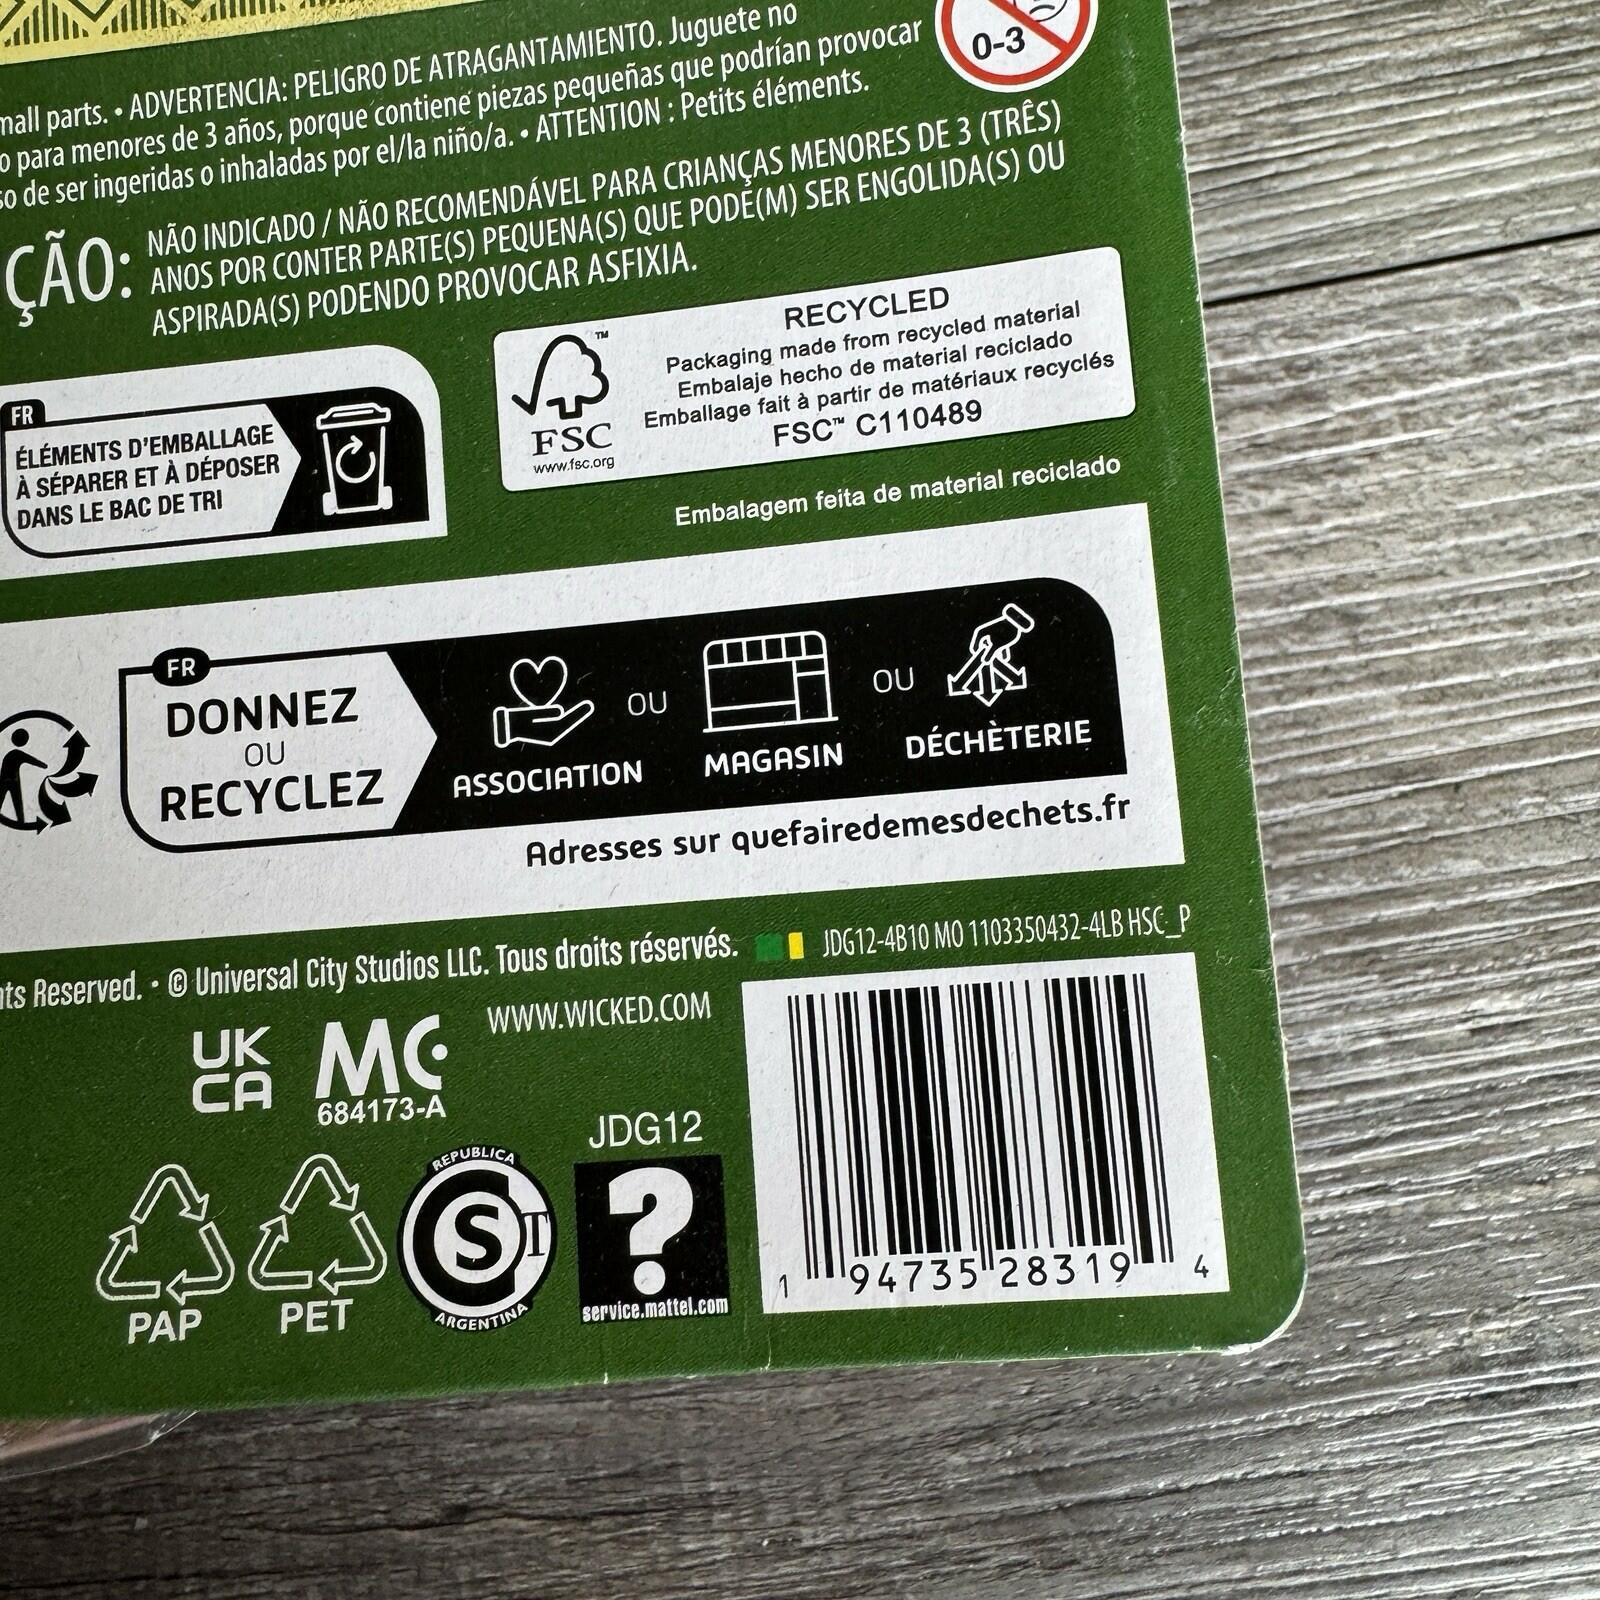 0-3
mall parts. • ADVERTENCIA: PELIGRO DE ATRAGANTAMIENTO. Juguete no
o para menores de 3 años, porque contiene piezas pequeñas que podrían provocar
so de ser ingeridas o inhaladas por el/la niño/a. • ATTENTION : Petits éléments.
ÇÃO:
NÃO INDICADO / NÃO RECOMENDÁVEL PARA CRIANÇAS MENORES DE 3 (TRÊS)
ANOS POR CONTER PARTE(S) PEQUENA(S) QUE PODE(M) SER ENGOLIDA(S) OU
ASPIRADA(S) PODENDO PROVOCAR ASFIXIA.
FR
ÉLÉMENTS D'EMBALLAGE
À SÉPARER ET À DÉPOSER
DANS LE BAC DE TRI
™
FSC
www.fsc.org
RECYCLED
Packaging made from recycled material
Embalaje hecho de material reciclado
Emballage fait à partir de matériaux recyclés
FSC™ C110489
Embalagem feita de material reciclado
FR
DONNEZ
OU
RECYCLEZ
ASSOCIATION
OU
MAGASIN
OU
DÉCHÈTERIE
Adresses sur quefairedemesdechets.fr
nts Reserved. • © Universal City Studios LLC. Tous droits réservés.
JDG12-4B10 MO 1103350432-4LB HSC_P
WWW.WICKED.COM
UK
CA
MC
684173-A
JDG12
PAP
PET
REPUBLICA
S
T
ARGENTINA
?
service.mattel.com
1 94735 28319 4